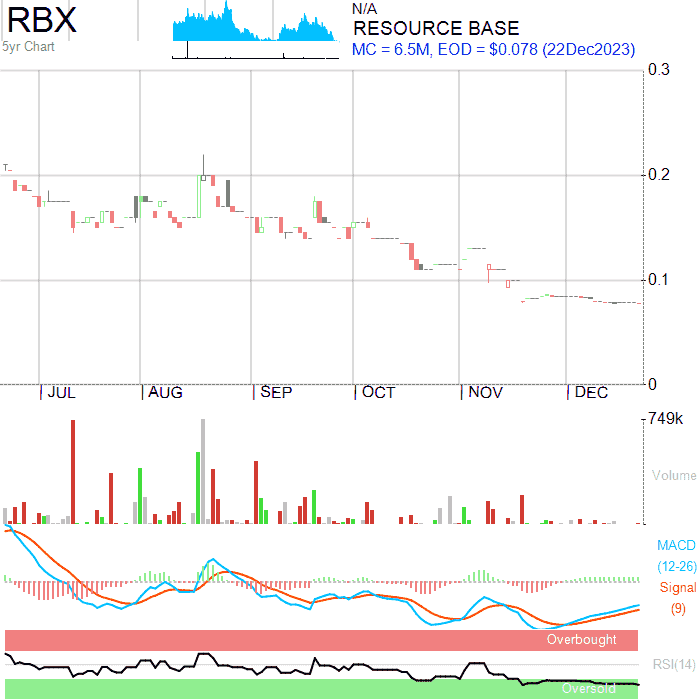 RBX
5yr Chart
N/A
RESOURCE BASE
MC = 6.5M, EOD = $0.078 (22Dec2023)
0.3
0.2
0.1
0
JUL AUG SEP OCT NOV DEC
749k
Volume
MACD
(12-26)
Signal
(9)
Overbought
RSI(14)
Oversold